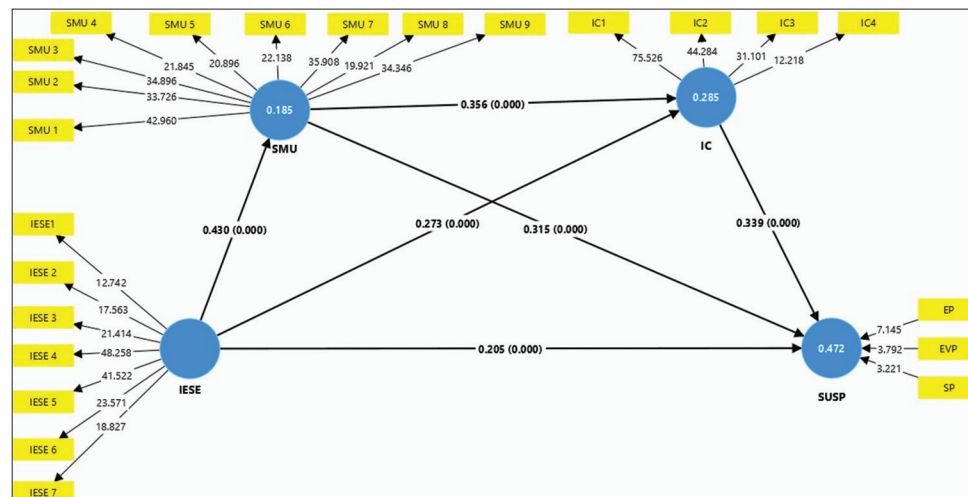 SMU 4
SMU 5
SMU 6
SMU 7
SMU 8
SMU 9
IC1
IC2
IC3
IC4
SMU 3
SMU 2
SMU 1
21.845
20.896
22.138
35.908
19.921
34.346
34.896
33.726
42.960
75.526
44.284
31.101
12.218
0.185
SMU
0.356 (0.000)
0.285
IC
0.430 (0.000)
0.273 (0.000)
0.315 (0.000)
0.339 (0.000)
IESE1
IESE 2
IESE 3
IESE 4
IESE 5
IESE 6
IESE 7
12.742
17.563
21.414
48.258
41.522
23.571
18.827
IESE
0.205 (0.000)
0.472
SUSP
7.145
3.792
3.221
EP
EVP
SP